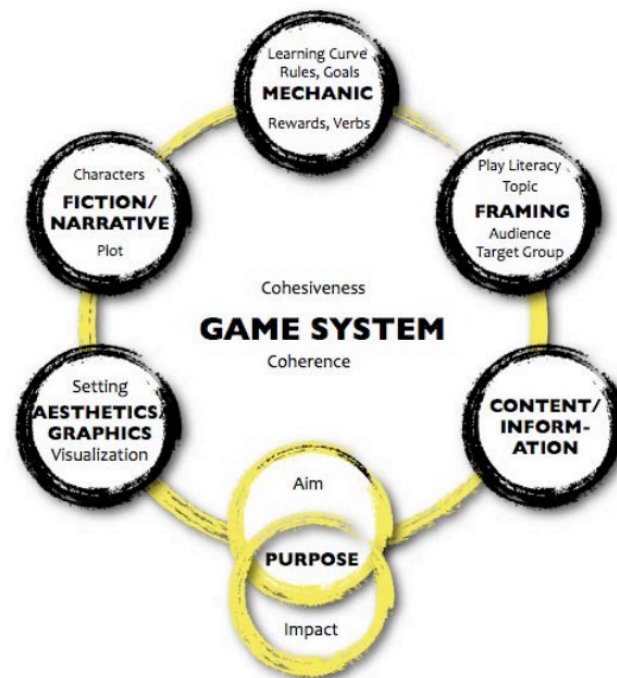 Learning Curve
Rules, Goals
MECHANIC
Rewards, Verbs
Characters
FICTION/
NARRATIVE
Plot
Play Literacy
Topic
FRAMING
Audience
Target Group
Cohesiveness
GAME SYSTEM
Coherence
Setting
AESTHETICS/
GRAPHICS
Visualization
CONTENT/
INFORM-
ATION
Aim
PURPOSE
Impact